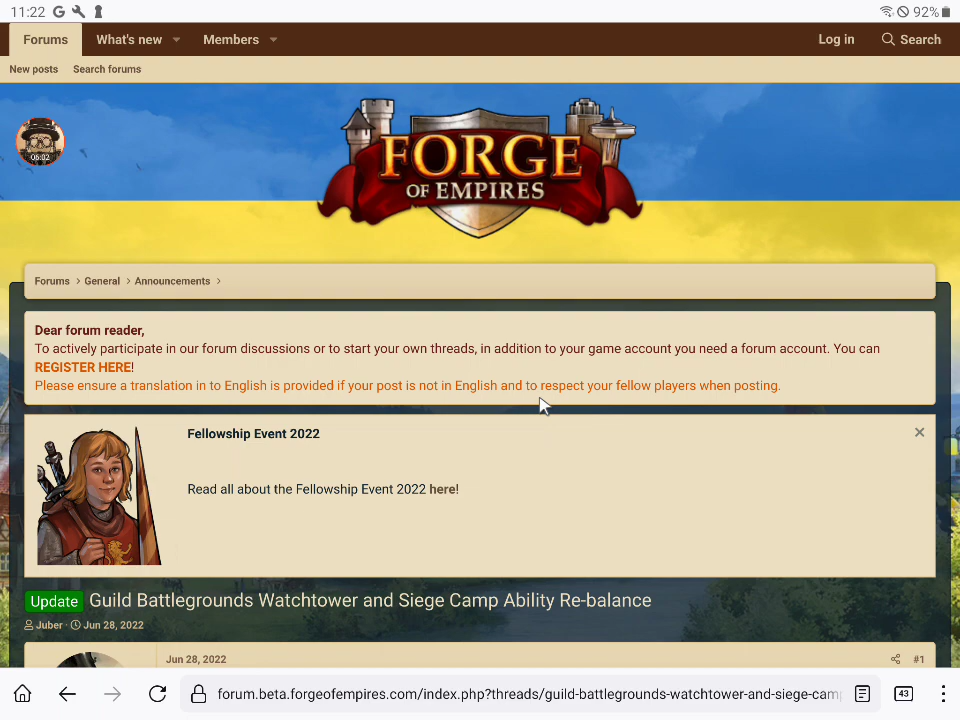 11:22
92%
Forums
What's new
Members
Log in
Search
New posts
Search forums
06:02
FORGE
OF EMPIRES
Forums
General
Announcements
Dear forum reader,
To actively participate in our forum discussions or to start your own threads, in addition to your game account you need a forum account. You can
REGISTER HERE!
Please ensure a translation in to English is provided if your post is not in English and to respect your fellow players when posting.
Fellowship Event 2022
Read all about the Fellowship Event 2022 here!
Update Guild Battlegrounds Watchtower and Siege Camp Ability Re-balance
Juber · Jun 28, 2022
Jun 28, 2022
#1
forum.beta.forgeofempires.com/index.php?threads/guild-battlegrounds-watchtower-and-siege-cam
43